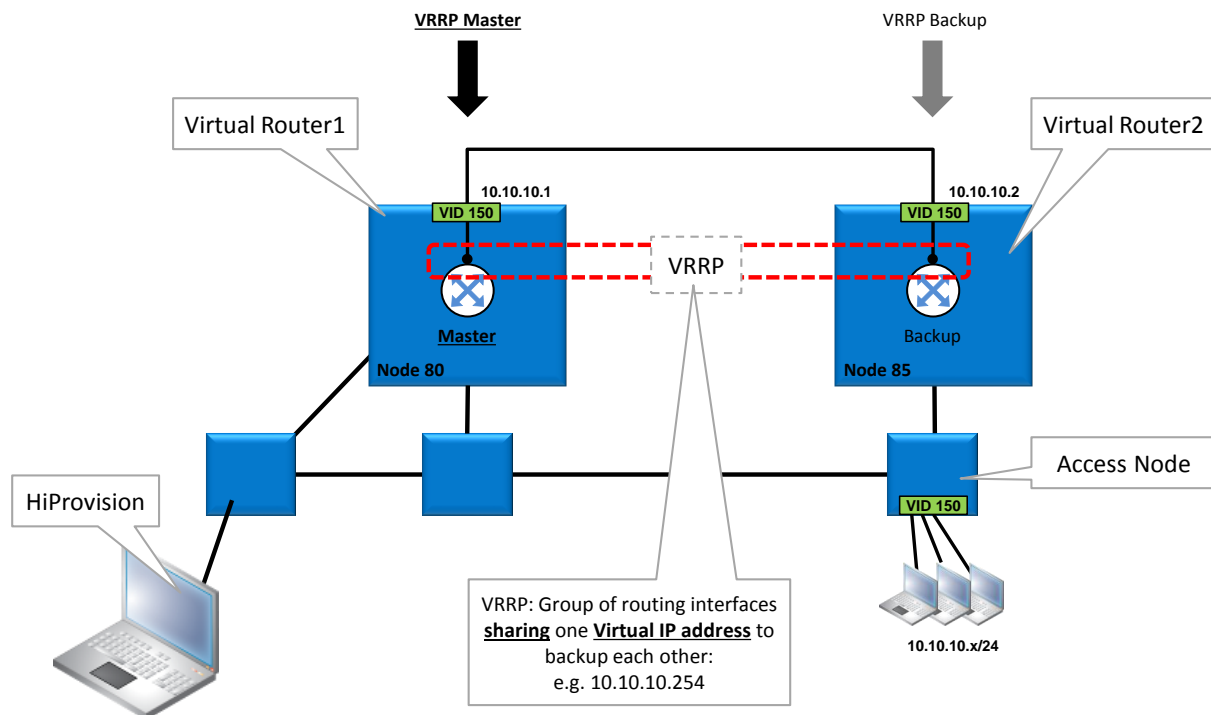 VRRP Master
VRRP Backup
Virtual Router1
Virtual Router2
10.10.10.1
10.10.10.2
VID 150
VID 150
VRRP
Master
Backup
Node 80
Node 85
Access Node
HiProvision
VID 150
VRRP: Group of routing interfaces
sharing one Virtual IP address to
backup each other:
e.g. 10.10.10.254
10.10.10.x/24